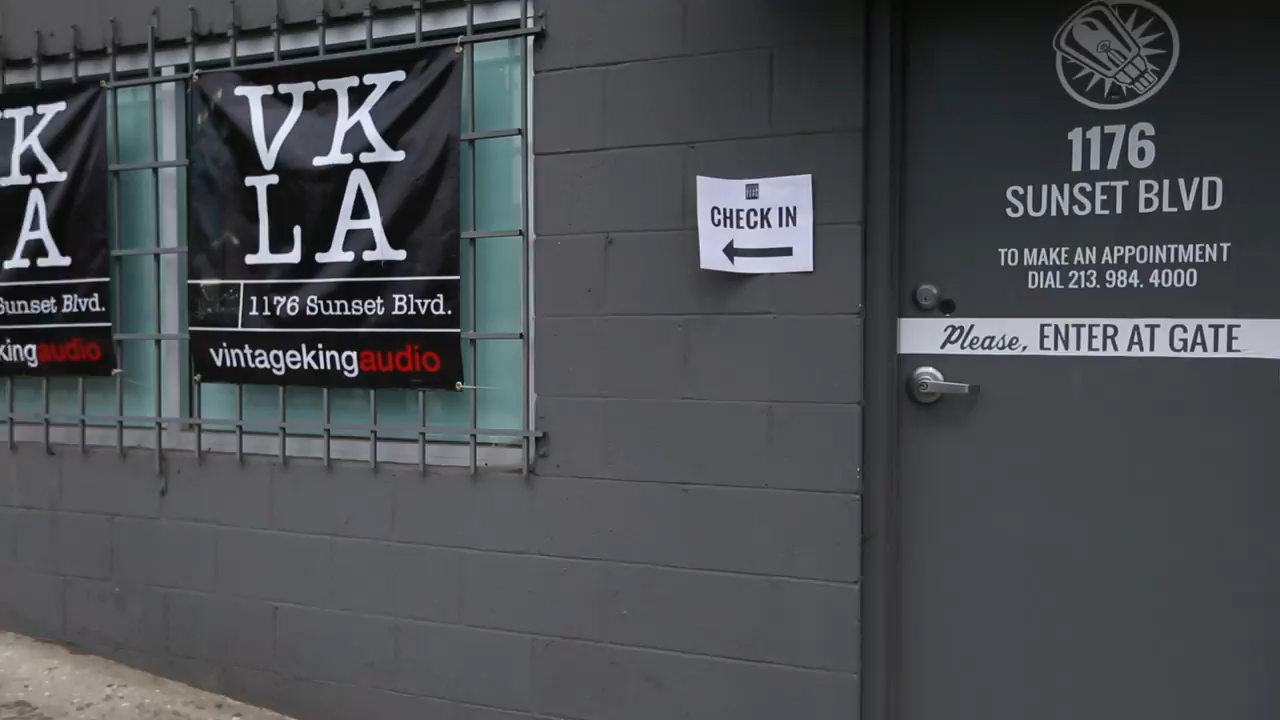 K
A
Sunset Blvd.
kingaudio
VK
LA
1176 Sunset Blvd.
vintagekingaudio
CHECK IN
1176
SUNSET BLVD
TO MAKE AN APPOINTMENT
DIAL 213. 984. 4000
Please, ENTER AT GATE